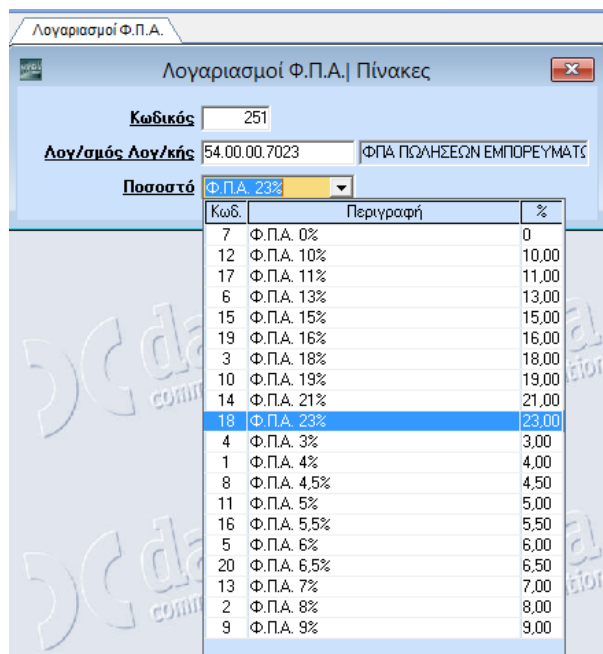 Λογαριασμοί Φ.Π.Α.
Λογαριασμοί Φ.Π.Α.| Πίνακες
Κωδικός 251
Λογ/σμός Λογ/κής 54.00.00.7023 ΦΠΑ ΠΩΛΗΣΕΩΝ ΕΜΠΟΡΕΥΜΑΤΩ
Ποσοστό Φ.Π.Α. 23%
Κωδ. Περιγραφή %
7 Φ.Π.Α. 0% 0
12 Φ.Π.Α. 10% 10,00
17 Φ.Π.Α. 11% 11,00
6 Φ.Π.Α. 13% 13,00
15 Φ.Π.Α. 15% 15,00
19 Φ.Π.Α. 16% 16,00
3 Φ.Π.Α. 18% 18,00
10 Φ.Π.Α. 19% 19,00
14 Φ.Π.Α. 21% 21,00
18 Φ.Π.Α. 23% 23,00
4 Φ.Π.Α. 3% 3,00
1 Φ.Π.Α. 4% 4,00
8 Φ.Π.Α. 4,5% 4,50
11 Φ.Π.Α. 5% 5,00
16 Φ.Π.Α. 5,5% 5,50
5 Φ.Π.Α. 6% 6,00
20 Φ.Π.Α. 6,5% 6,50
13 Φ.Π.Α. 7% 7,00
2 Φ.Π.Α. 8% 8,00
9 Φ.Π.Α. 9% 9,00